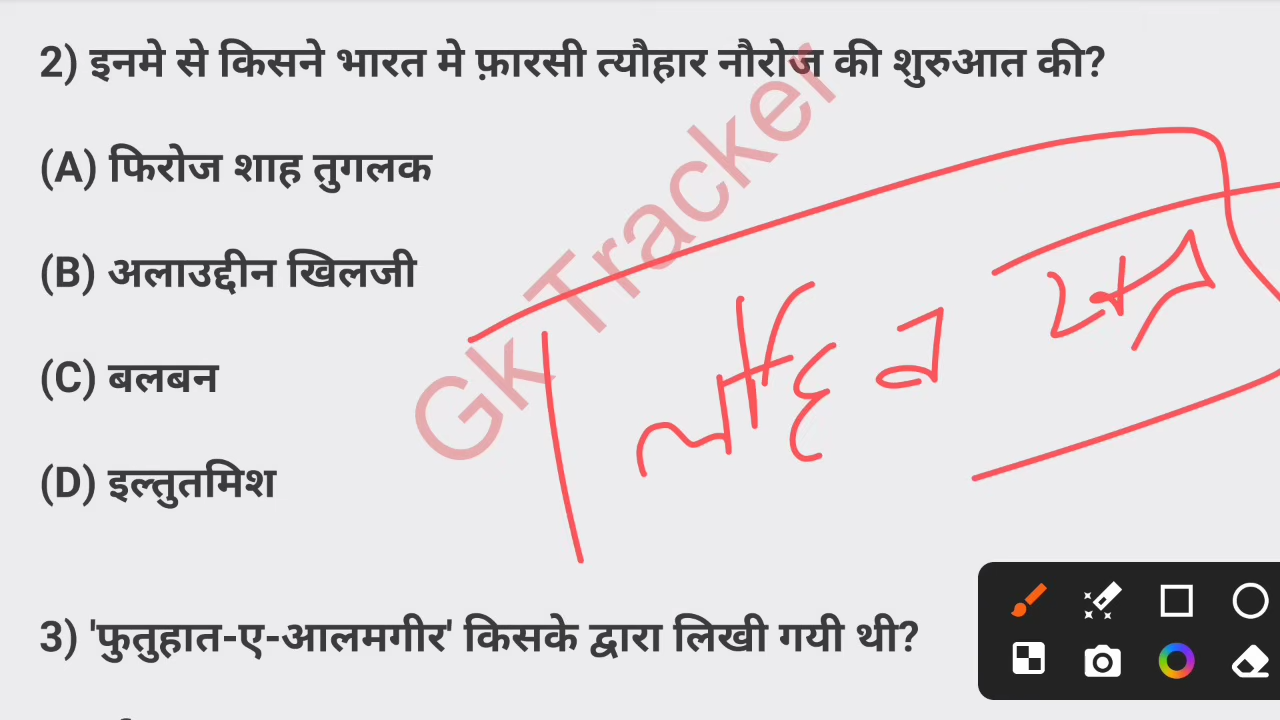 2) इनमे से किसने भारत मे फ़ारसी त्यौहार नौरोज की शुरुआत की?
(A) फिरोज शाह तुगलक
(B) अलाउद्दीन खिलजी
(C) बलबन
(D) इल्तुतमिश
Gk Tracker
3) 'फुतुहात-ए-आलमगीर' किसके द्वारा लिखी गयी थी?